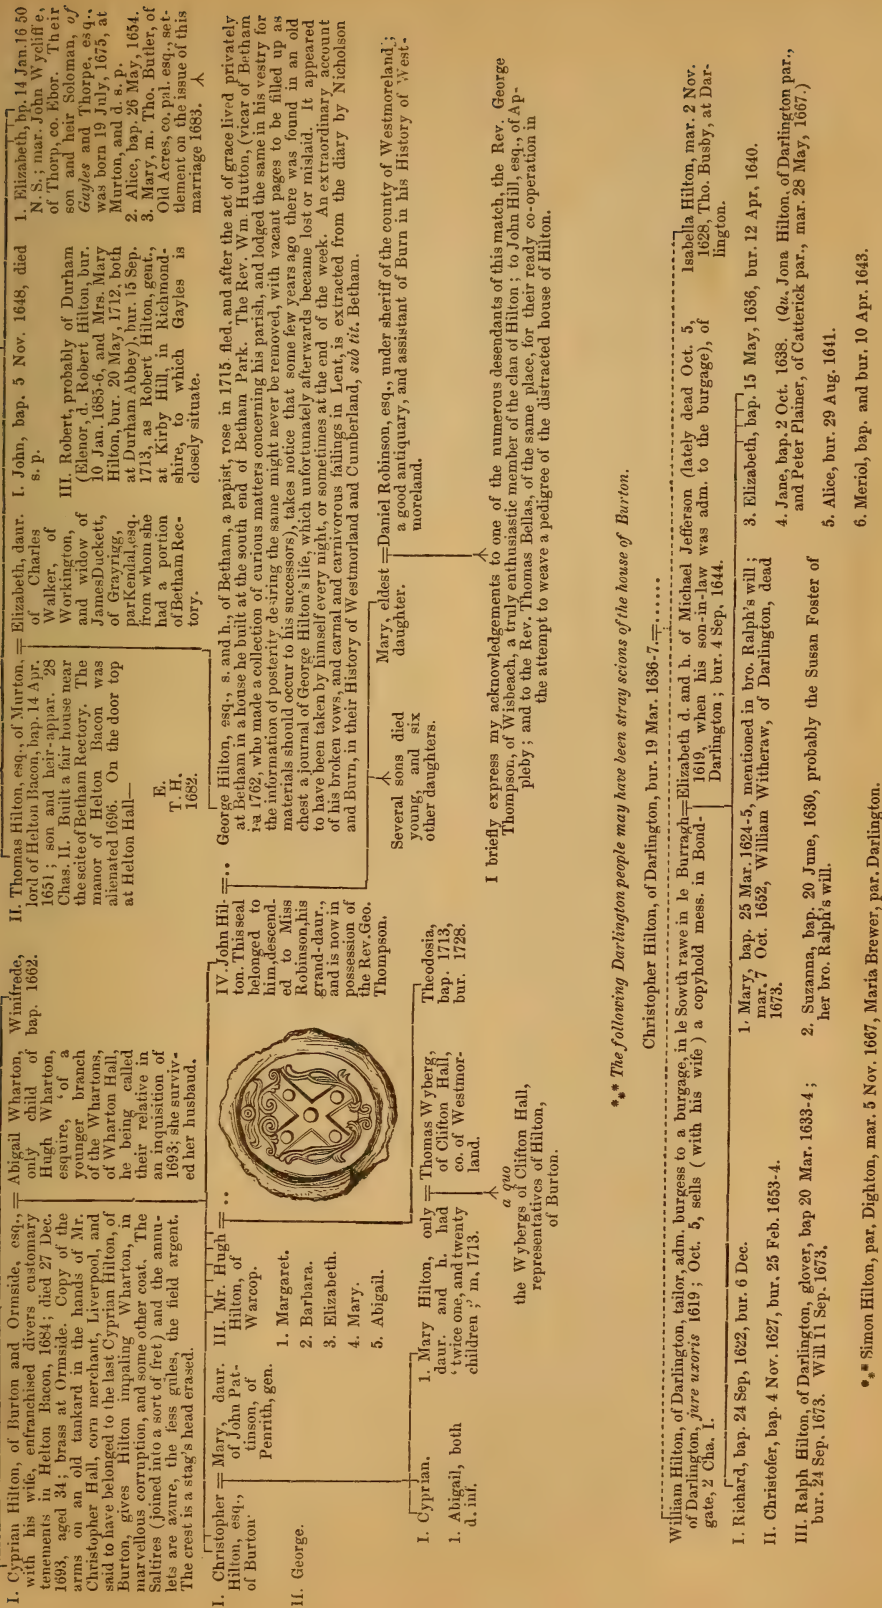 I. Cyprian Hilton, of Burton and Ormside, esq.,
with his wife, enfranchised divers customary
tenements in Helton Bacon, 1684; died 27 Dec.
1693, aged 34; brass at Ormside. Copy of the
arms on an old tankard in the hands of Mr.
Christopher Hall, corn merchant, Liverpool, and
said to have belonged to the last Cyprian Hilton, of
Burton, gives Hilton impaling Wharton, in
marvellous corruption, and some other coat. The
Saltires (joined into a sort of fret) and the annu-
lets are azure, the fess gules, the field argent.
The crest is a stag's head erased.
= Abigail Wharton,
only child of
Hugh Wharton,
esquire, 'of a
younger branch
of the Whartons,
of Wharton Hall,
he being called
their relative in
an inquisition of
1693; she surviv-
ed her husbaud.
Winifrede,
bap. 1662.
II. Thomas Hilton, esq., of Murton,
lord of Helton Bacon, bap. 14 Apr.
1651; son and heir-appar. 28
Chas. II. Built a fair house near
the scite of Betham Rectory. The
manor of Helton Bacon was
alienated 1696. On the door top
at Helton Hall—
E.
T. H.
1682.
= Elizabeth, daur.
of Charles
Walker, of
Workington,
and widow of
James Duckett,
of Grayrigg,
par Kendal, esq.
from whom she
had a portion
of Betham Rec-
tory.
I. John, bap. 5 Nov. 1648, died
s. p.
III. Robert, probably of Durham
(Elenor, d. Robert Hilton, bur.
10 Jan. 1685-6, and Mrs. Mary
Hilton, bur. 20 May, 1712, both
at Durham Abbey), bur. 15 Sep.
1713, as Robert Hilton, gent.,
at Kirby Hill, in Richmond-
shire, to which Gayles is
closely situate.
1. Elizabeth, bp. 14 Jan. 16 50
N. S.; mar. John Wycliffe,
of Thorp, co. Ebor. Their
son and heir Soloman, of
Gayles and Thorpe, esq.,
was born 19 July, 1675, at
Murton, and d. s. p.
2. Alice, bap. 26 May, 1654.
3. Mary, m. Tho. Butler, of
Old Acres, co. pal. esq., set-
tlement on the issue of this
marriage 1683.
I. Christopher
Hilton, esq.,
of Burton
= Mary, daur.
of John Pat-
tinson, of
Penrith, gen.
II. George.
III. Mr. Hugh = ..
Hilton, of
Warcop.
1. Margaret.
2. Barbara.
3. Elizabeth.
4. Mary.
5. Abigail.
IV. John Hil- = ..
ton. This seal
belonged to
him, descend-
ed to Miss
Robinson, his
grand-daur.,
and is now in
possession of
the Rev. Geo.
Thompson.
George Hilton, esq., s. and h., of Betham, a papist, rose in 1715. fled, and after the act of grace lived privately
at Betham in a house he built at the south end of Betham Park. The Rev. Wm. Hutton, (vicar of Betham
1762, who made a collection of curious matters concerning his parish, and lodged the same in his vestry for
the information of posterity desiring the same might never be removed, with vacant pages to be filled up as
materials should occur to his successors), takes notice that some few years ago there was found in an old
chest a journal of George Hilton's life, which unfortunately afterwards became lost or mislaid. It appeared
to have been taken by himself every night, or sometimes at the end of the week. An extraordinary account
of his broken vows, and carnal and carnivorous failings in Lent, is extracted from the diary by Nicholson
and Burn, in their History of Westmorland and Cumberland, sub tit. Betham.
I. Cyprian.
1. Abigail, both
d. inf.
1. Mary Hilton, only
daur. and h. had
'twice one, and twenty
children;' m. 1713.
= Thomas Wyberg,
of Clifton Hall,
co. of Westmor-
land.
Theodosia,
bap. 1713,
bur. 1728.
a quo
the Wybergs of Clifton Hall,
representatives of Hilton,
of Burton.
Several sons died
young, and six
other daughters.
Mary, eldest
daughter.
= Daniel Robinson, esq., under sheriff of the county of Westmoreland;
a good antiquary, and assistant of Burn in his History of West-
moreland.
I briefly express my acknowledgements to one of the numerous desendants of this match, the Rev. George
Thompson, of Wisbeach, a truly enthusiastic member of the clan of Hilton; to John Hill, esq., of Ap-
pleby; and to the Rev. Thomas Bellas, of the same place, for their ready co-operation in
the attempt to weave a pedigree of the distracted house of Hilton.
*** The following Darlington people may have been stray scions of the house of Burton.
Christopher Hilton, of Darlington, bur. 19 Mar. 1636-7. = ......
William Hilton, of Darlington, tailor, adm. burgess to a burgage, in le Sowth rawe in le Burragh
of Darlington, jure uxoris 1619; Oct. 5, sells (with his wife) a copyhold mess. in Bond-
gate, 2 Cha. I.
= Elizabeth d. and h. of Michael Jefferson (lately dead Oct. 5,
1619, when his son-in-law was adm. to the burgage), of
Darlington; bur. 4 Sep. 1644.
Isabella Hilton, mar. 2 Nov.
1628, Tho. Busby, at Dar-
lington.
I. Richard, bap. 24 Sep, 1622, bur. 6 Dec.
II. Christofer, bap. 4 Nov. 1627, bur. 25 Feb. 1653-4.
III. Ralph Hilton, of Darlington, glover, bap 20 Mar. 1633-4;
bur. 24 Sep. 1673. Will 11 Sep. 1673.
1. Mary, bap. 25 Mar. 1624-5, mentioned in bro. Ralph's will;
mar. 7 Oct. 1652, William Witheraw, of Darlington, dead
1673.
2. Suzanna, bap. 20 June, 1630, probably the Susan Foster of
her bro. Ralph's will.
3. Elizabeth, bap. 15 May, 1636, bur. 12 Apr, 1640.
4. Jane, bap. 2 Oct. 1638. (Qu. Jona Hilton, of Darlington par.,
and Peter Plainer, of Catterick par., mar. 28 May, 1667.)
5. Alice, bur. 29 Aug. 1641.
6. Meriol, bap. and bur. 10 Apr. 1643.
*** Simon Hilton, par. Dighton, mar. 5 Nov. 1667, Maria Brewer, par. Darlington.